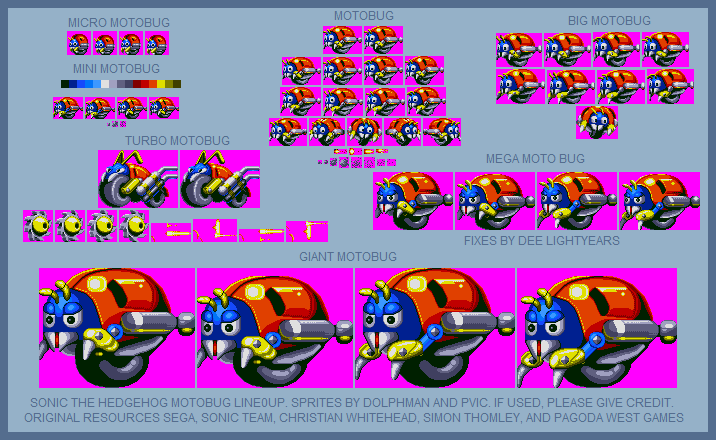 MICRO MOTOBUG
MOTOBUG
BIG MOTOBUG
MINI MOTOBUG
TURBO MOTOBUG
MEGA MOTO BUG
FIXES BY DEE LIGHTYEARS
GIANT MOTOBUG
SONIC THE HEDGEHOG MOTOBUG LINE0UP. SPRITES BY DOLPHMAN AND PVIC. IF USED, PLEASE GIVE CREDIT.
ORIGINAL RESOURCES SEGA, SONIC TEAM, CHRISTIAN WHITEHEAD, SIMON THOMLEY, AND PAGODA WEST GAMES